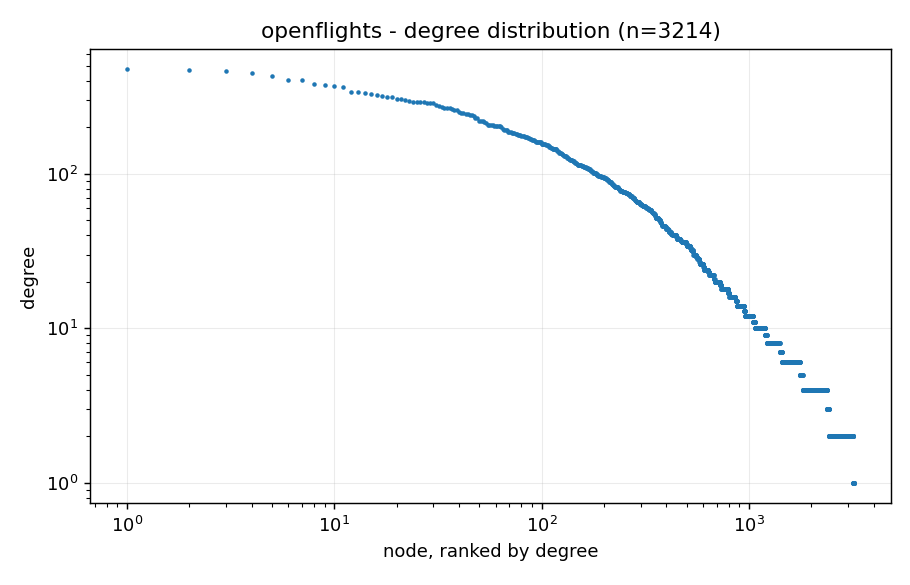 openflights - degree distribution (n=3214)
degree
10²
10¹
10⁰
10⁰ 10¹ 10² 10³
node, ranked by degree